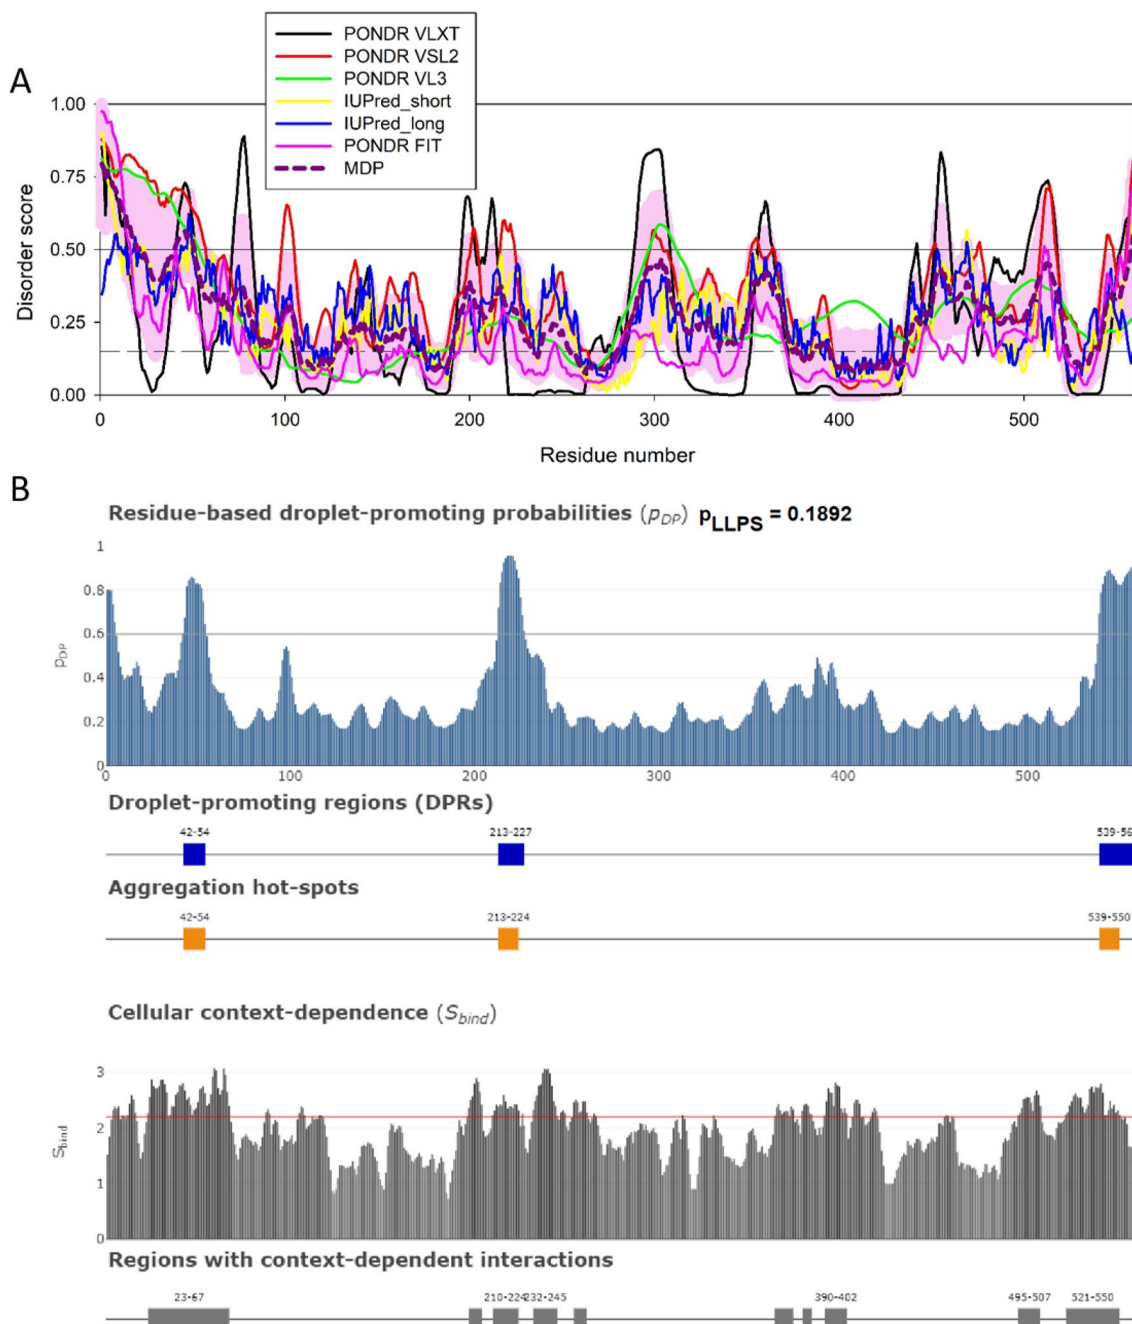 A
PONDR VLXT
PONDR VSL2
PONDR VL3
IUPred_short
IUPred_long
PONDR FIT
MDP
1.00
0.75
0.50
0.25
0.00
Disorder score
0 100 200 300 400 500
Residue number
B
Residue-based droplet-promoting probabilities (pDP) pLLPS = 0.1892
1
0.8
0.6
0.4
0.2
0
pDP
0 100 200 300 400 500
Droplet-promoting regions (DPRs)
42-54 213-227 539-56
Aggregation hot-spots
42-54 213-224 539-550
Cellular context-dependence (Sbind)
3
2
1
0
Sbind
Regions with context-dependent interactions
23-67 210-224 232-245 390-402 495-507 521-550